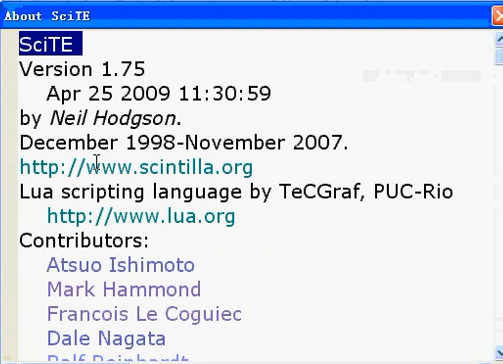 About SciTE
SciTE
Version 1.75
Apr 25 2009 11:30:59
by Neil Hodgson.
December 1998-November 2007.
http://www.scintilla.org
Lua scripting language by TeCGraf, PUC-Rio
http://www.lua.org
Contributors:
Atsuo Ishimoto
Mark Hammond
Francois Le Coguiec
Dale Nagata
Ralf Reinhardt